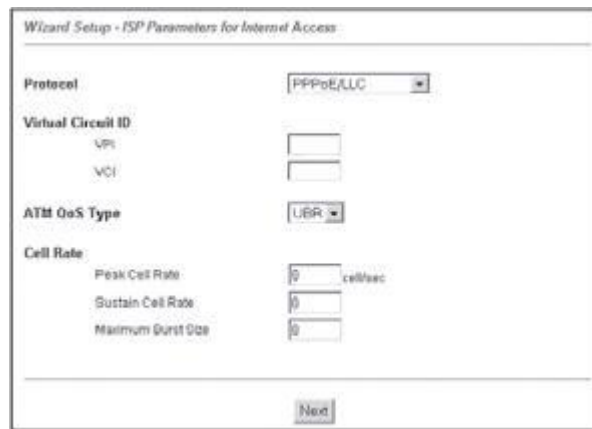 Wizard Setup - ISP Parameters for Internet Access
Protocol PPPoE/LLC
Virtual Circuit ID
VPI
VCI
ATM QoS Type UBR
Cell Rate
Peak Cell Rate 0 cell/sec
Sustain Cell Rate 0
Maximum Burst Size 0
Next